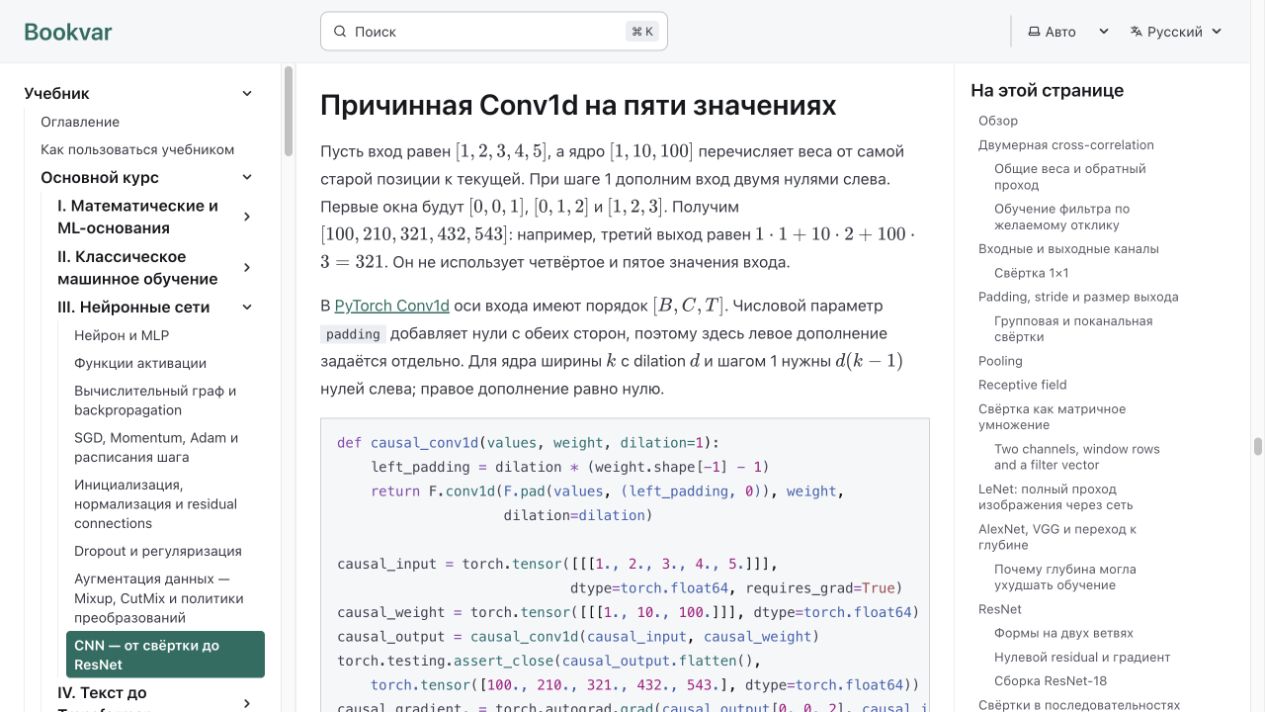 Bookvar
Поиск
⌘ K
Авто
Русский
Учебник
Оглавление
Как пользоваться учебником
Основной курс
I. Математические и
ML-основания
II. Классическое
машинное обучение
III. Нейронные сети
Нейрон и MLP
Функции активации
Вычислительный граф и
backpropagation
SGD, Momentum, Adam и
расписания шага
Инициализация,
нормализация и residual
connections
Dropout и регуляризация
Аугментация данных —
Mixup, CutMix и политики
преобразований
CNN — от свёртки до
ResNet
IV. Текст до
Причинная Conv1d на пяти значениях
Пусть вход равен [1, 2, 3, 4, 5], а ядро [1, 10, 100] перечисляет веса от самой
старой позиции к текущей. При шаге 1 дополним вход двумя нулями слева.
Первые окна будут [0, 0, 1], [0, 1, 2] и [1, 2, 3]. Получим
[100, 210, 321, 432, 543]: например, третий выход равен 1 · 1 + 10 · 2 + 100 ·
3 = 321. Он не использует четвёртое и пятое значения входа.
В PyTorch Conv1d оси входа имеют порядок [B, C, T]. Числовой параметр
padding добавляет нули с обеих сторон, поэтому здесь левое дополнение
задаётся отдельно. Для ядра ширины k с dilation d и шагом 1 нужны d(k − 1)
нулей слева; правое дополнение равно нулю.
def causal_conv1d(values, weight, dilation=1):
    left_padding = dilation * (weight.shape[-1] - 1)
    return F.conv1d(F.pad(values, (left_padding, 0)), weight,
                    dilation=dilation)
causal_input = torch.tensor([[[1., 2., 3., 4., 5.]]],
                            dtype=torch.float64, requires_grad=True)
causal_weight = torch.tensor([[[1., 10., 100.]]], dtype=torch.float64)
causal_output = causal_conv1d(causal_input, causal_weight)
torch.testing.assert_close(causal_output.flatten(),
    torch.tensor([100., 210., 321., 432., 543.], dtype=torch.float64))
causal_gradient, = torch.autograd.grad(causal_output[0, 0, 2], causal_i
На этой странице
Обзор
Двумерная cross-correlation
Общие веса и обратный
проход
Обучение фильтра по
желаемому отклику
Входные и выходные каналы
Свёртка 1×1
Padding, stride и размер выхода
Групповая и поканальная
свёртки
Pooling
Receptive field
Свёртка как матричное
умножение
Two channels, window rows
and a filter vector
LeNet: полный проход
изображения через сеть
AlexNet, VGG и переход к
глубине
Почему глубина могла
ухудшать обучение
ResNet
Формы на двух ветвях
Нулевой residual и градиент
Сборка ResNet-18
Свёртки в последовательностях